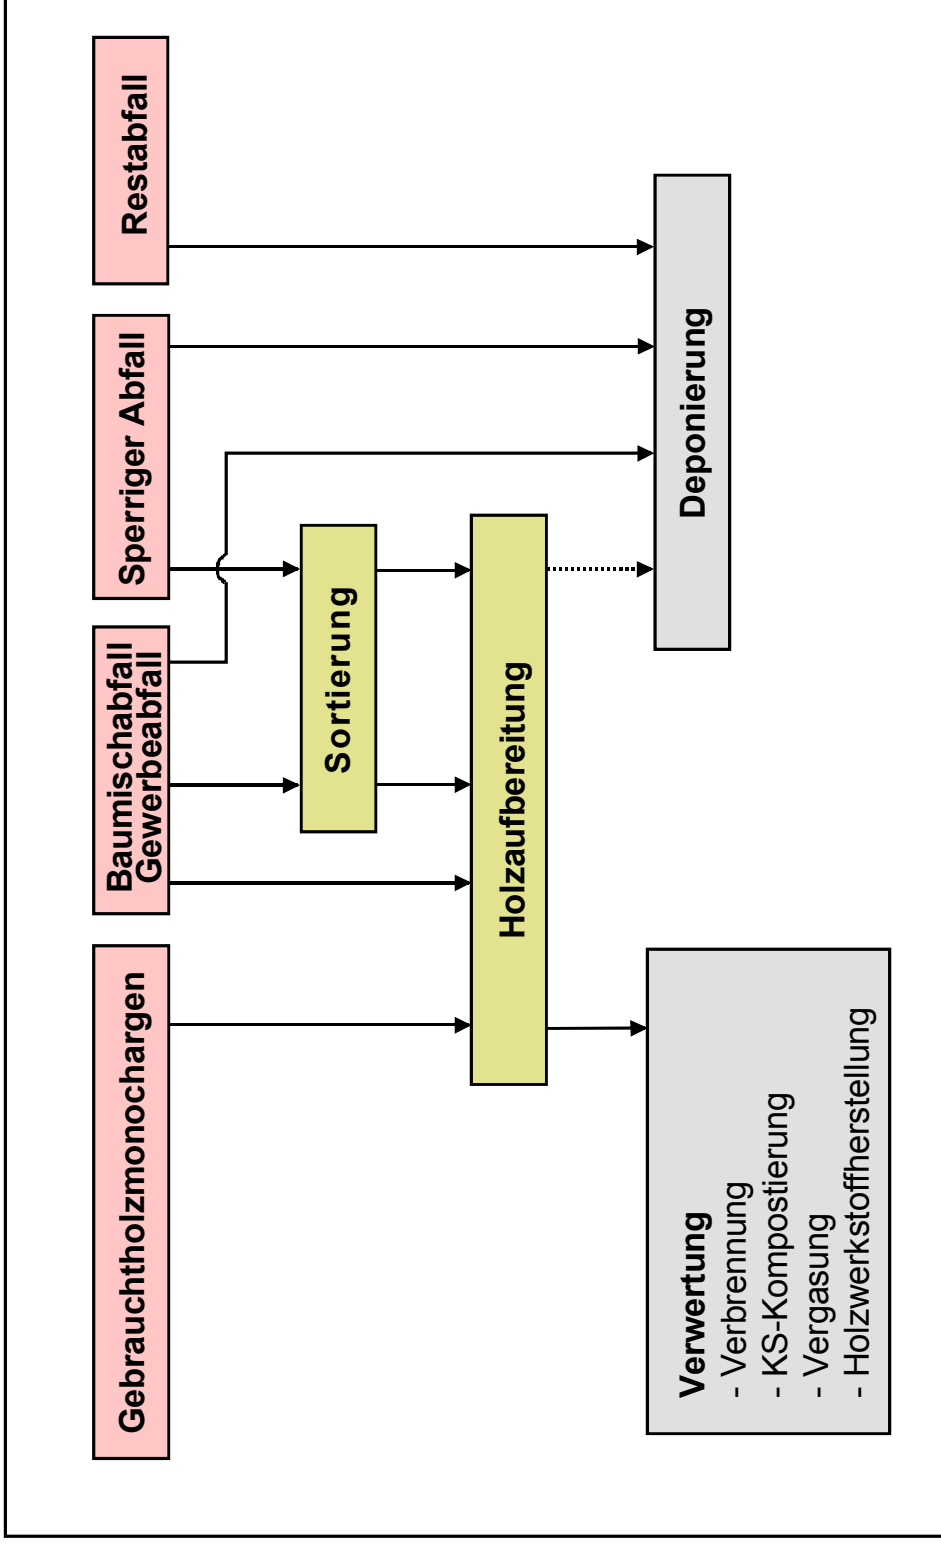 Gebrauchtholzmonochargen
Baumischabfall
Gewerbeabfall
Sperriger Abfall
Restabfall
Sortierung
Holzaufbereitung
Verwertung
- Verbrennung
- KS-Kompostierung
- Vergasung
- Holzwerkstoffherstellung
Deponierung